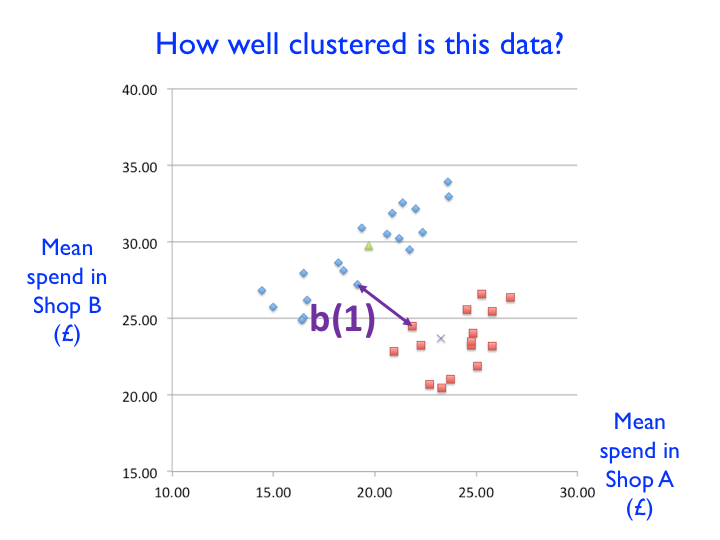 How well clustered is this data?
40.00
35.00
30.00
25.00
20.00
15.00
Mean
spend in
Shop B
(£)
b(1)
10.00 15.00 20.00 25.00 30.00
Mean
spend in
Shop A
(£)